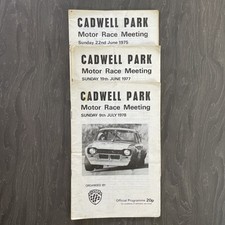 CADWELL PARK
Motor Race Meeting
Sunday 22nd June 1975
CADWELL PARK
Motor Race Meeting
SUNDAY 19th JUNE 1977
CADWELL PARK
Motor Race Meeting
SUNDAY 9th JULY 1978
ORGANISED BY
Official Programme 25p